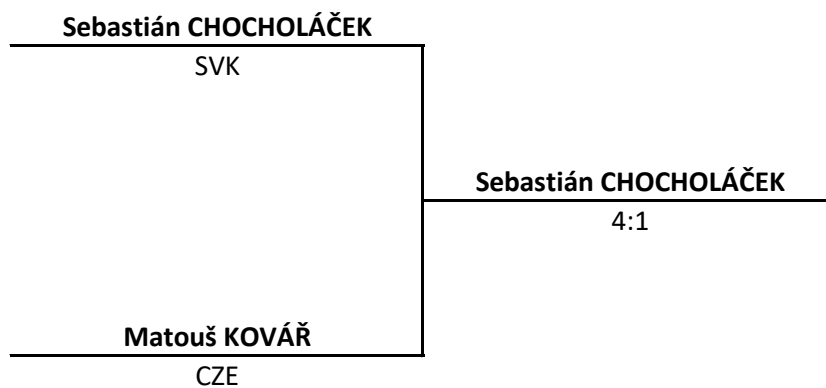 Sebastián CHOCHOLÁČEK
SVK
Sebastián CHOCHOLÁČEK
4:1
Matouš KOVÁŘ
CZE